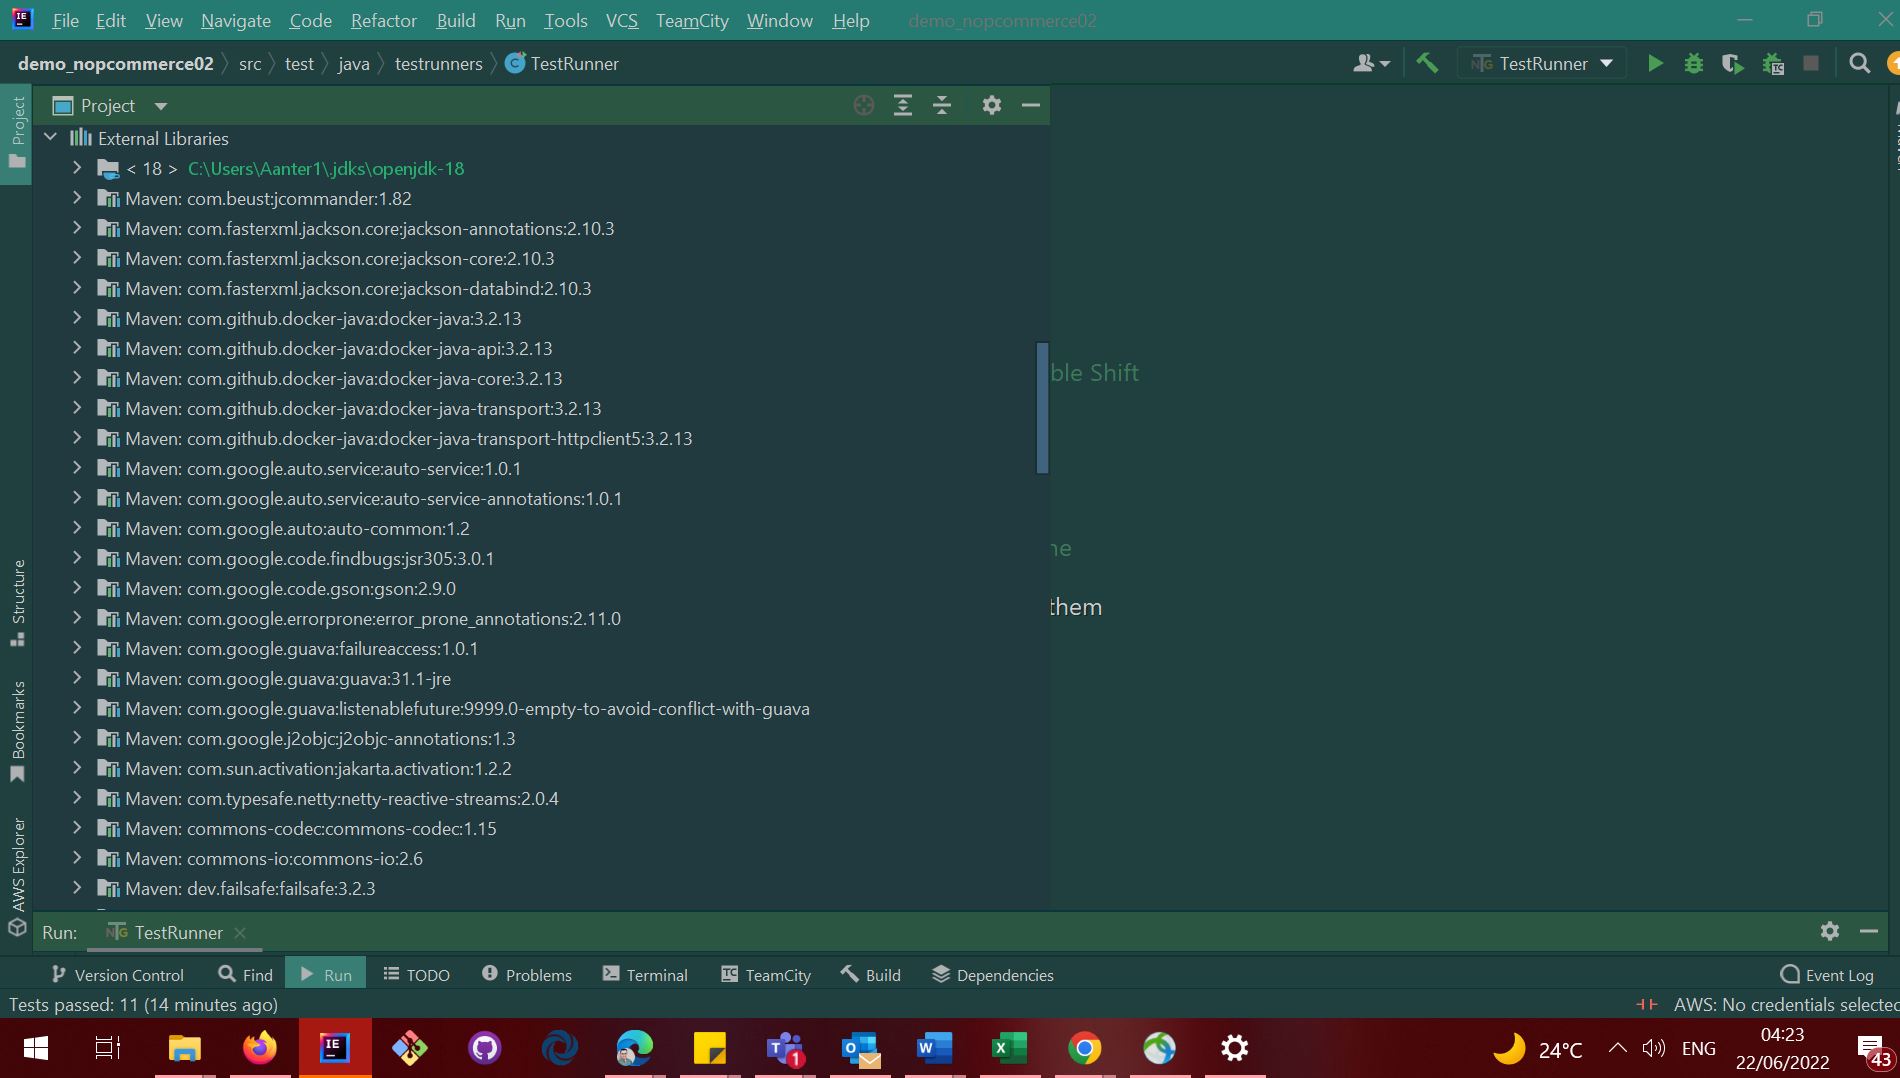 File Edit View Navigate Code Refactor Build Run Tools VCS TeamCity Window Help demo_nopcommerce02
demo_nopcommerce02 src test java testrunners TestRunner
TestRunner
Project
Project
External Libraries
< 18 > C:\Users\Aanter1\.jdks\openjdk-18
Maven: com.beust:jcommander:1.82
Maven: com.fasterxml.jackson.core:jackson-annotations:2.10.3
Maven: com.fasterxml.jackson.core:jackson-core:2.10.3
Maven: com.fasterxml.jackson.core:jackson-databind:2.10.3
Maven: com.github.docker-java:docker-java:3.2.13
Maven: com.github.docker-java:docker-java-api:3.2.13
Maven: com.github.docker-java:docker-java-core:3.2.13
Maven: com.github.docker-java:docker-java-transport:3.2.13
Maven: com.github.docker-java:docker-java-transport-httpclient5:3.2.13
Maven: com.google.auto.service:auto-service:1.0.1
Maven: com.google.auto.service:auto-service-annotations:1.0.1
Maven: com.google.auto:auto-common:1.2
Maven: com.google.code.findbugs:jsr305:3.0.1
Maven: com.google.code.gson:gson:2.9.0
Maven: com.google.errorprone:error_prone_annotations:2.11.0
Maven: com.google.guava:failureaccess:1.0.1
Maven: com.google.guava:guava:31.1-jre
Maven: com.google.guava:listenablefuture:9999.0-empty-to-avoid-conflict-with-guava
Maven: com.google.j2objc:j2objc-annotations:1.3
Maven: com.sun.activation:jakarta.activation:1.2.2
Maven: com.typesafe.netty:netty-reactive-streams:2.0.4
Maven: commons-codec:commons-codec:1.15
Maven: commons-io:commons-io:2.6
Maven: dev.failsafe:failsafe:3.2.3
ble Shift
ne
them
Structure
Bookmarks
AWS Explorer
Run: TestRunner
Version Control Find Run TODO Problems Terminal TeamCity Build Dependencies Event Log
Tests passed: 11 (14 minutes ago) AWS: No credentials selected
24°C ENG 04:23
22/06/2022
43
1